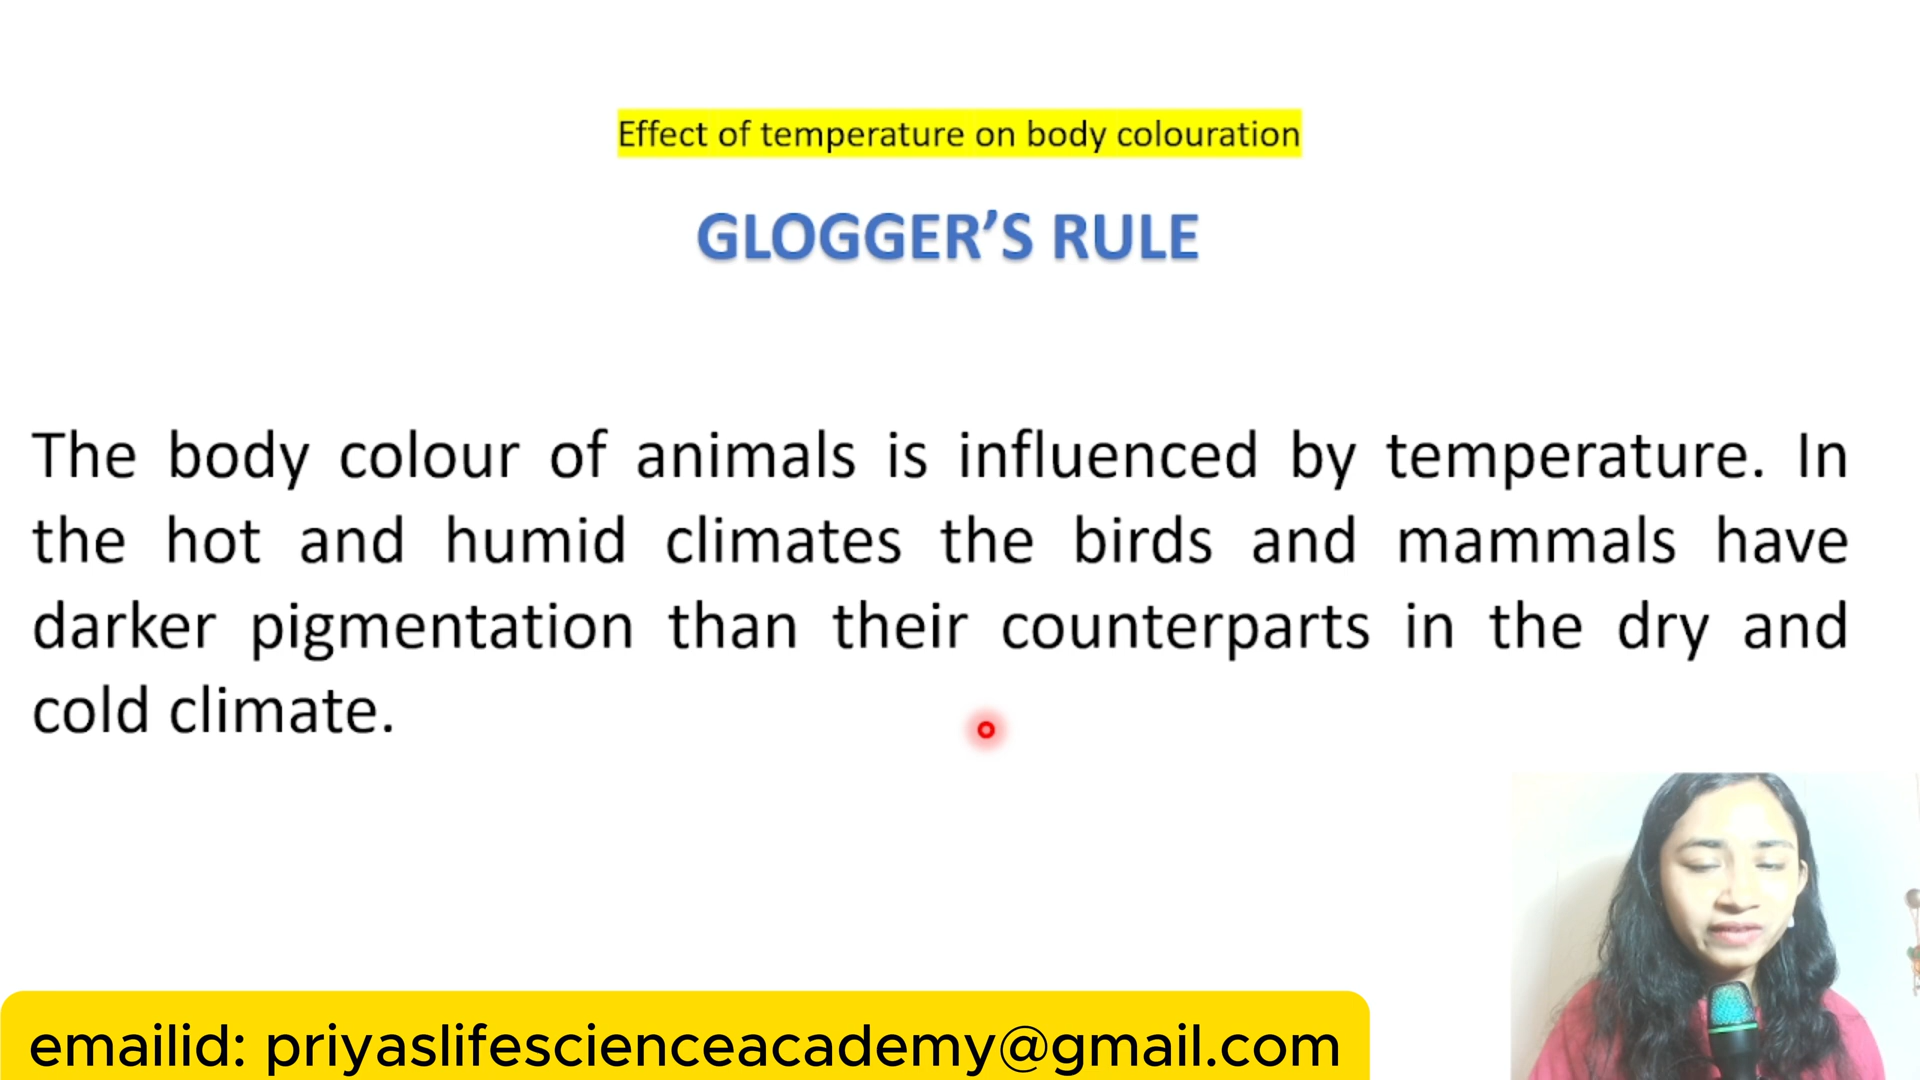 Effect of temperature on body colouration
GLOGGER’S RULE
The body colour of animals is influenced by temperature. In
the hot and humid climates the birds and mammals have
darker pigmentation than their counterparts in the dry and
cold climate.
emailid: priyaslifescienceacademy@gmail.com